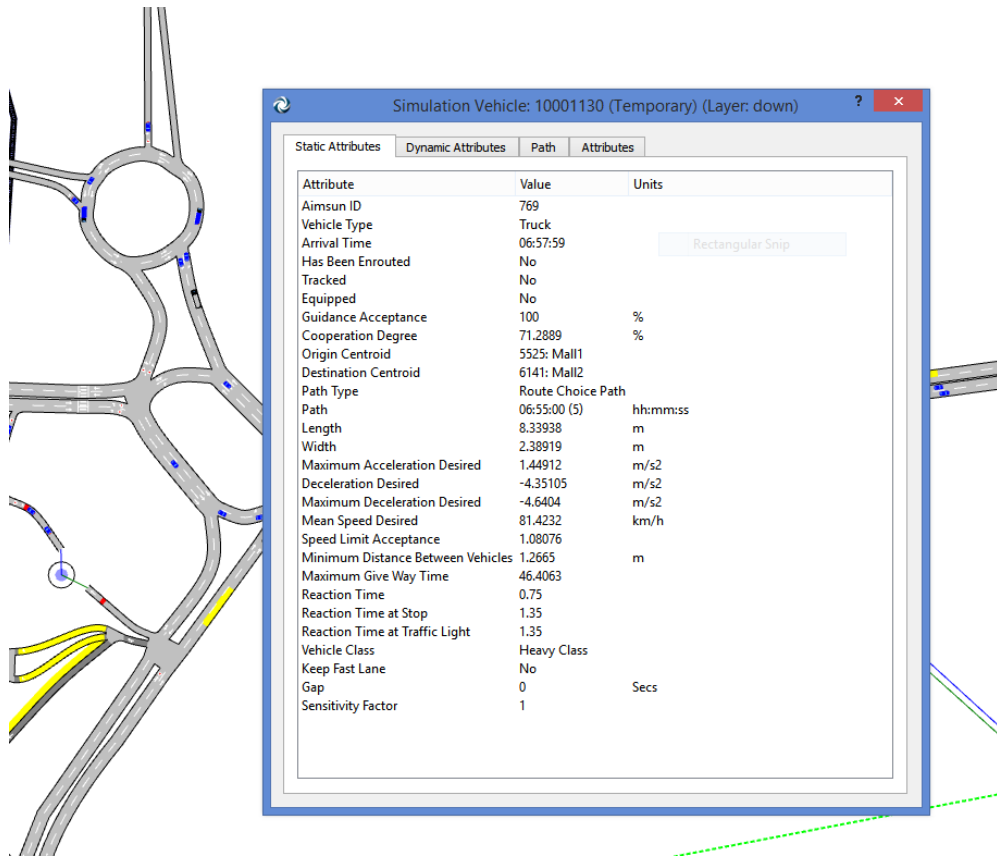 Simulation Vehicle: 10001130 (Temporary) (Layer: down) ? ✕
Static Attributes Dynamic Attributes Path Attributes
Attribute Value Units
Aimsun ID 769
Vehicle Type Truck
Arrival Time 06:57:59
Rectangular Snip
Has Been Enrouted No
Tracked No
Equipped No
Guidance Acceptance 100 %
Cooperation Degree 71.2889 %
Origin Centroid 5525: Mall1
Destination Centroid 6141: Mall2
Path Type Route Choice Path
Path 06:55:00 (5) hh:mm:ss
Length 8.33938 m
Width 2.38919 m
Maximum Acceleration Desired 1.44912 m/s2
Deceleration Desired -4.35105 m/s2
Maximum Deceleration Desired -4.6404 m/s2
Mean Speed Desired 81.4232 km/h
Speed Limit Acceptance 1.08076
Minimum Distance Between Vehicles 1.2665 m
Maximum Give Way Time 46.4063
Reaction Time 0.75
Reaction Time at Stop 1.35
Reaction Time at Traffic Light 1.35
Vehicle Class Heavy Class
Keep Fast Lane No
Gap 0 Secs
Sensitivity Factor 1